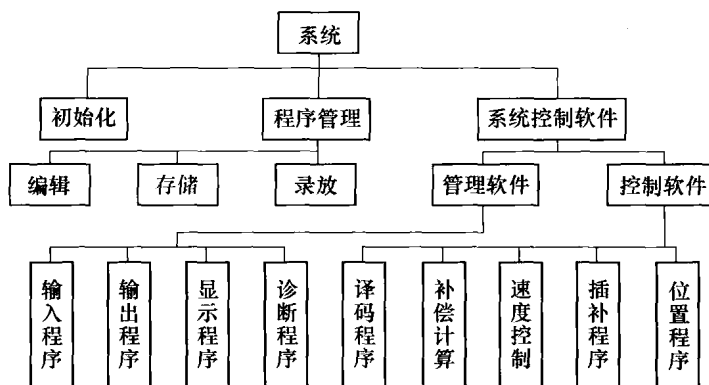 系统
初始化
程序管理
系统控制软件
编辑
存储
录放
管理软件
控制软件
输入程序
输出程序
显示程序
诊断程序
译码程序
补偿计算
速度控制
插补程序
位置程序